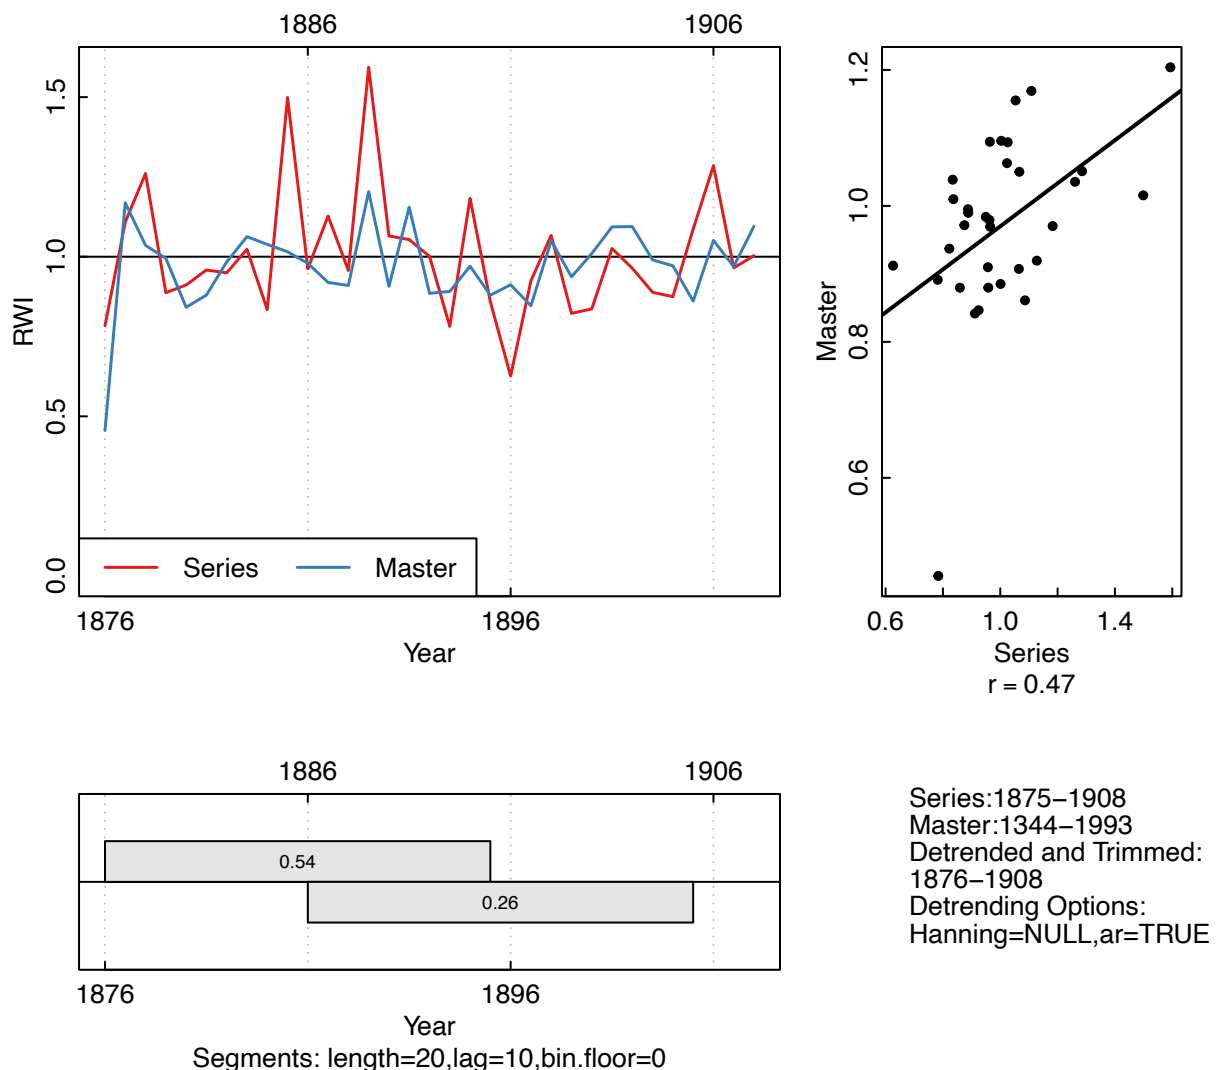 1886 1906
1.5
1.0
0.5
0.0
RWI
Series Master
1876 1896
Year
1.2
1.0
0.8
0.6
Master
0.6 1.0 1.4
Series
r = 0.47
1886 1906
0.54
0.26
1876 1896
Year
Segments: length=20,lag=10,bin.floor=0
Series:1875−1908
Master:1344−1993
Detrended and Trimmed:
1876−1908
Detrending Options:
Hanning=NULL,ar=TRUE